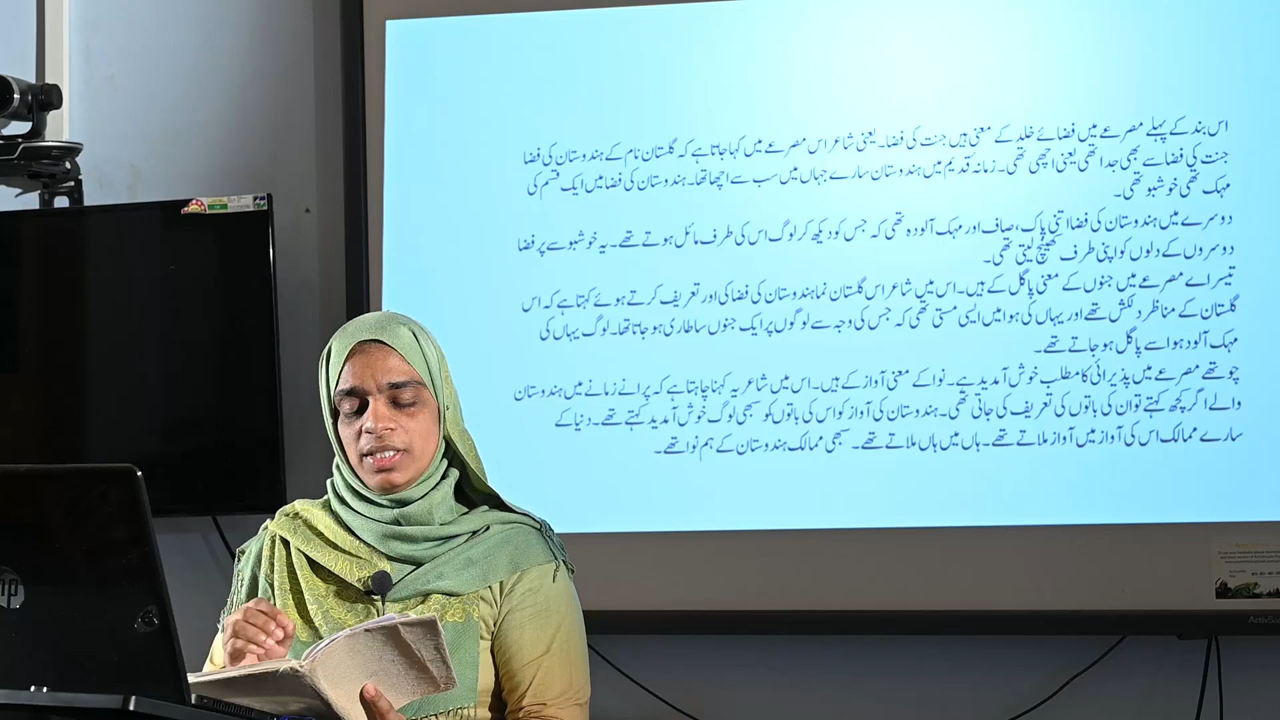 اس بند کے پہلے مصرعے میں فضائے خلد کے معنی ہیں جنت کی فضا۔ یعنی شاعر اس مصرعے میں کہا جاتا ہے کہ گلستان نام کے ہندوستان کی فضا
جنت کی فضا سے بھی جدا تھی یعنی اچھی تھی۔ زمانہ قدیم میں ہندوستان سارے جہاں میں سب سے اچھا تھا۔ ہندوستان کی فضا میں ایک قسم کی
مہک تھی خوشبو تھی۔
دوسرے میں ہندوستان کی فضا اتنی پاک، صاف اور مہک آلودہ تھی کہ جس کو دیکھ کر لوگ اس کی طرف مائل ہوتے تھے۔ یہ خوشبو سے پر فضا
دوسروں کے دلوں کو اپنی طرف کھینچ لیتی تھی۔
تیسراے مصرعے میں جنوں کے معنی پاگل کے ہیں۔ اس میں شاعر اس گلستان نما ہندوستان کی فضا کی اور تعریف کرتے ہوئے کہتا ہے کہ اس
گلستان کے مناظر دلکش تھے اور یہاں کی ہوا میں ایسی مستی تھی کہ جس کی وجہ سے لوگوں پر ایک جنوں سا طاری ہو جاتا تھا۔ لوگ یہاں کی
مہک آلود ہوا سے پاگل ہو جاتے تھے۔
چوتھے مصرعے میں پذیرائی کا مطلب خوش آمدید ہے۔ نوا کے معنی آواز کے ہیں۔ اس میں شاعر یہ کہنا چاہتا ہے کہ پرانے زمانے میں ہندوستان
والے اگر کچھ کہتے تو ان کی باتوں کی تعریف کی جاتی تھی۔ ہندوستان کی آواز کو اس کی باتوں کو سبھی لوگ خوش آمدید کہتے تھے۔ دنیا کے
سارے ممالک اس کی آواز میں آواز ملاتے تھے۔ ہاں میں ہاں ملاتے تھے۔ سبھی ممالک ہندوستان کے ہم نوا تھے۔
hp